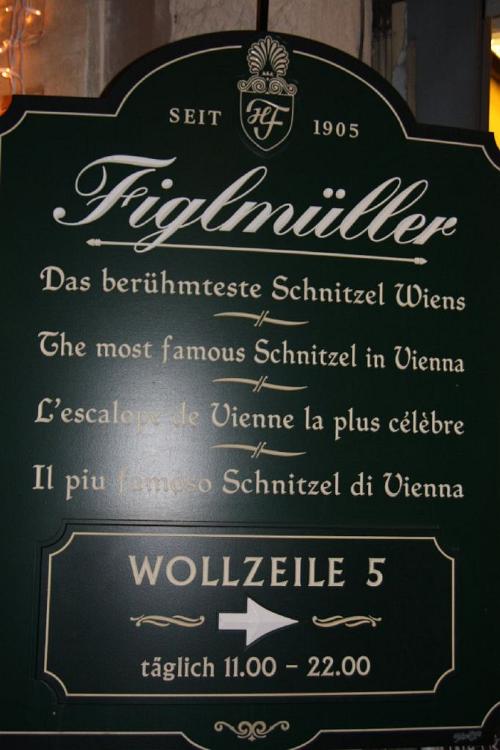 SEIT HF 1905
Figlmüller
Das berühmteste Schnitzel Wiens
The most famous Schnitzel in Vienna
L'escalope de Vienne la plus célèbre
Il piu famoso Schnitzel di Vienna
WOLLZEILE 5
täglich 11.00 – 22.00